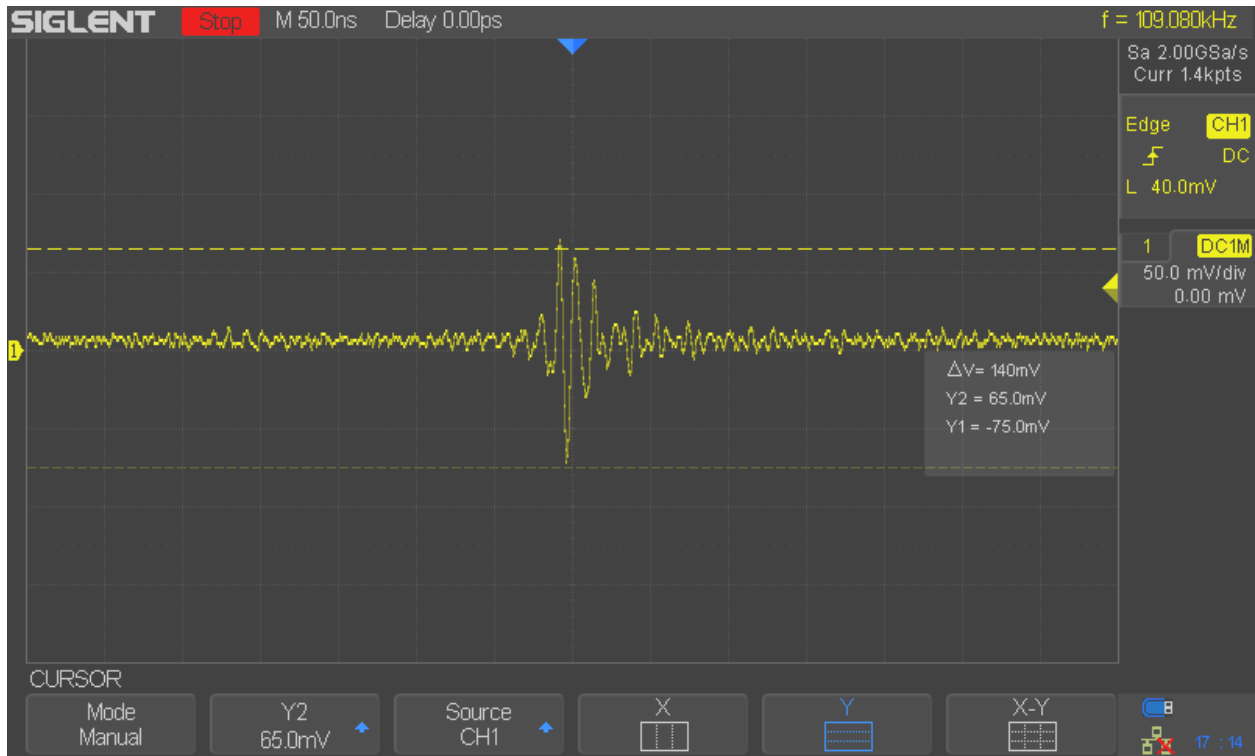 SIGLENT Stop M 50.0ns Delay 0.00ps f = 109.080kHz
Sa 2.00GSa/s
Curr 1.4kpts
Edge CH1
DC
L 40.0mV
1 DC1M
50.0 mV/div
0.00 mV
1
△V= 140mV
Y2 = 65.0mV
Y1 = -75.0mV
CURSOR
Mode
Manual
Y2
65.0mV
Source
CH1
X
Y
X-Y
17 : 14